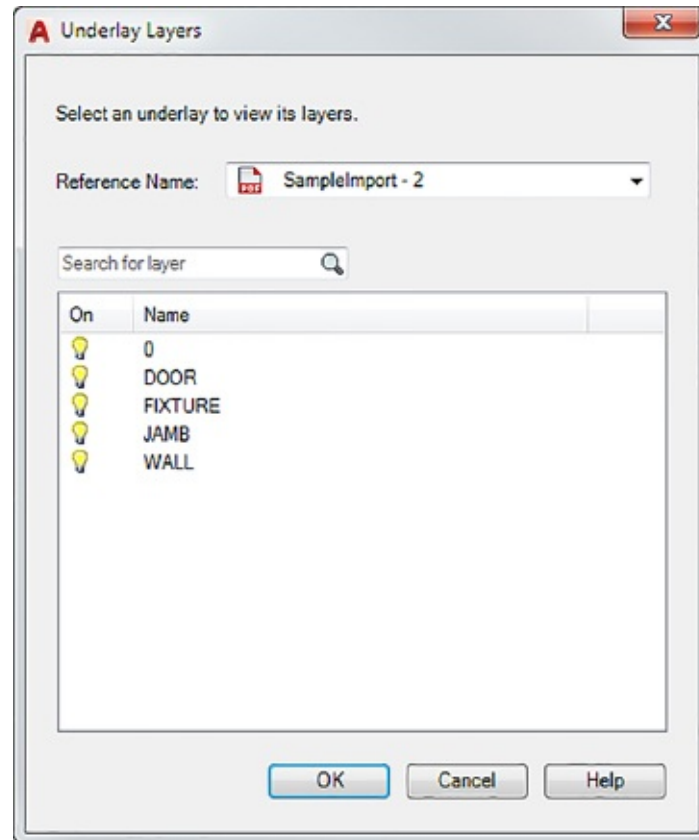 Underlay Layers
Select an underlay to view its layers.
Reference Name: PDF SampleImport - 2
Search for layer
On Name
0
DOOR
FIXTURE
JAMB
WALL
OK Cancel Help